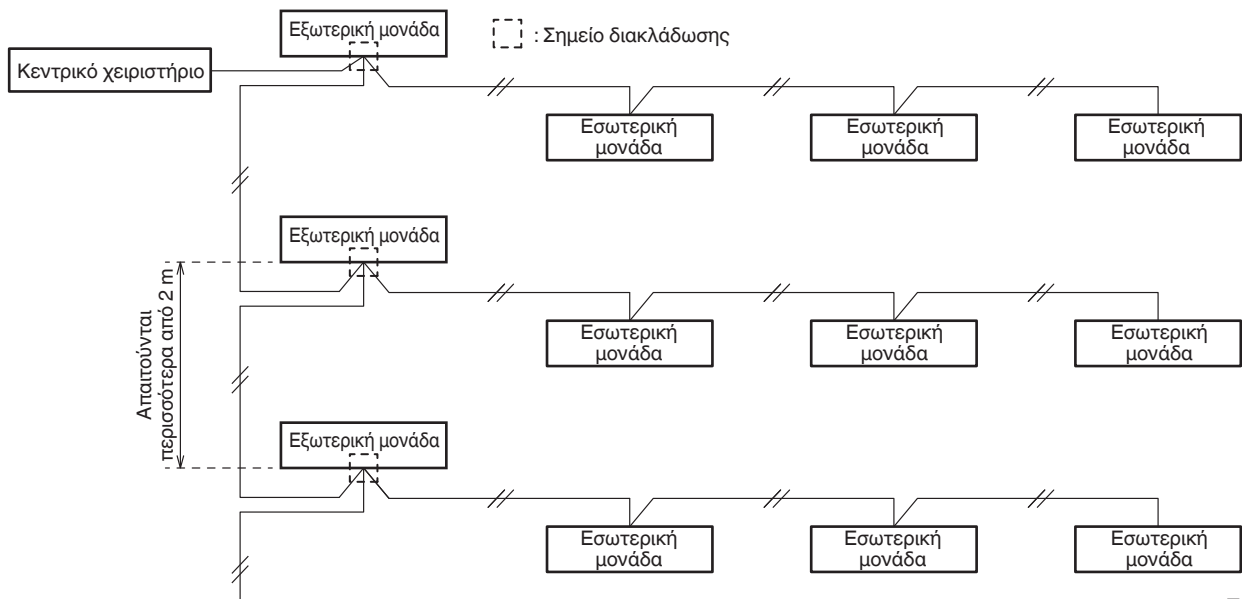 Εξωτερική μονάδα
: Σημείο διακλάδωσης
Κεντρικό χειριστήριο
Εσωτερική
μονάδα
Εσωτερική
μονάδα
Εσωτερική
μονάδα
Εξωτερική μονάδα
Απαιτούνται
περισσότερα από 2 m
Εσωτερική
μονάδα
Εσωτερική
μονάδα
Εσωτερική
μονάδα
Εξωτερική μονάδα
Εσωτερική
μονάδα
Εσωτερική
μονάδα
Εσωτερική
μονάδα